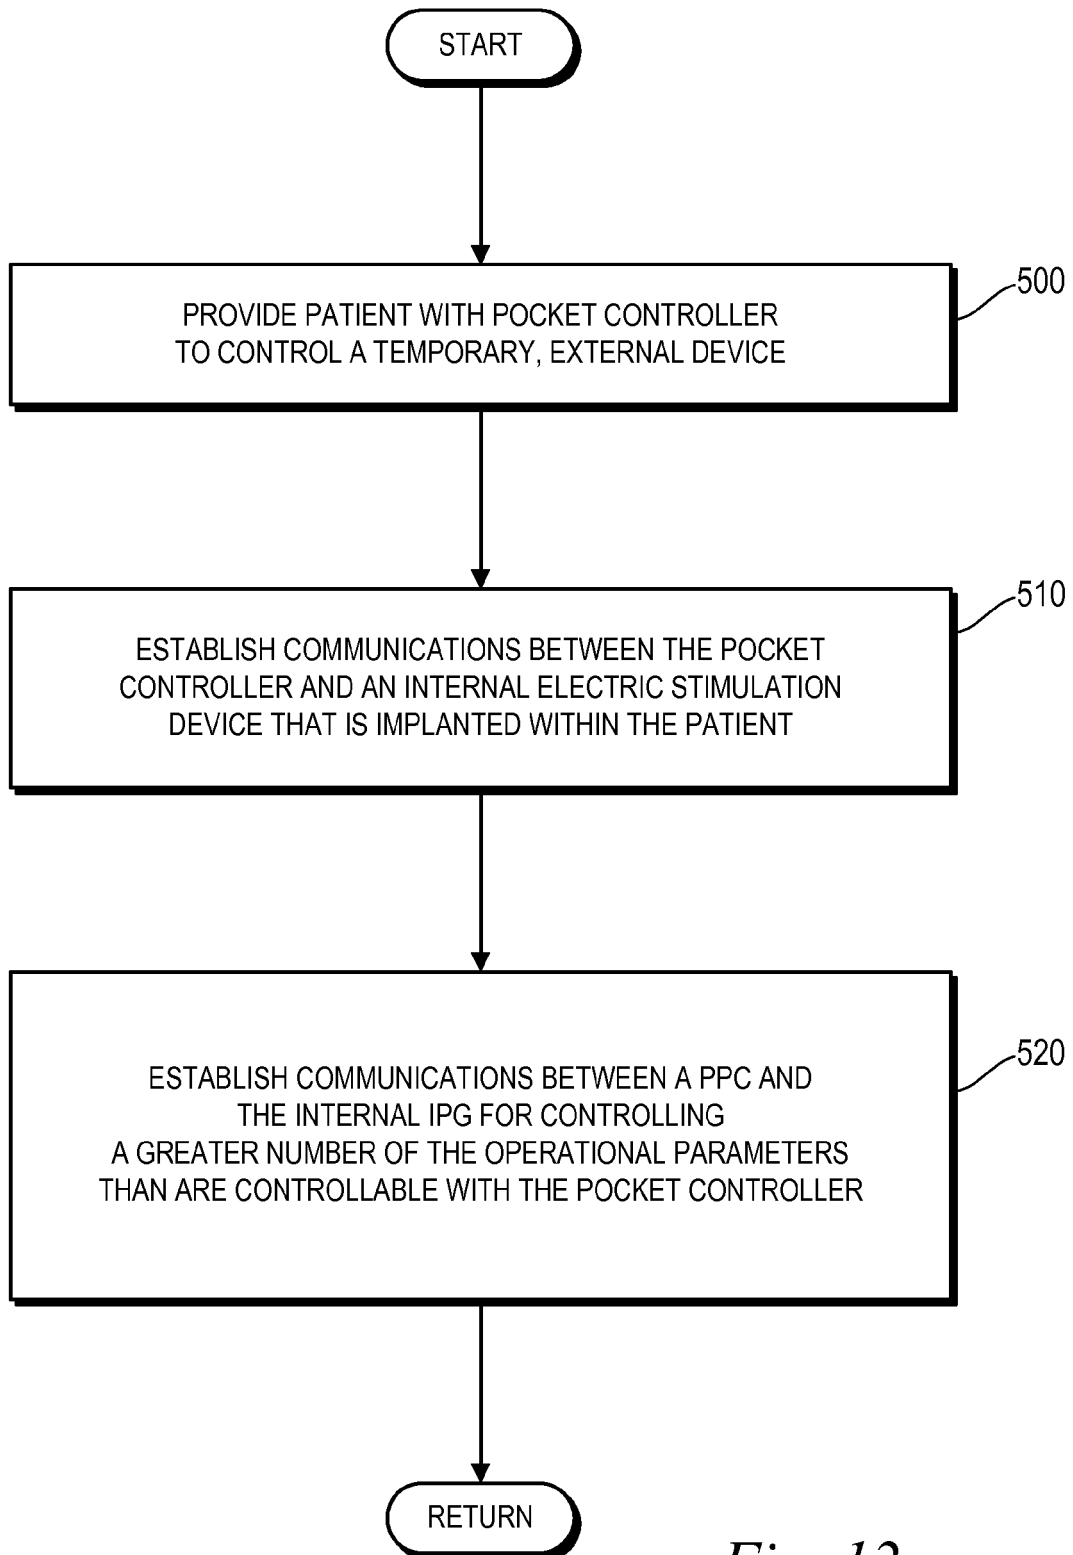 START
500
PROVIDE PATIENT WITH POCKET CONTROLLER
TO CONTROL A TEMPORARY, EXTERNAL DEVICE
510
ESTABLISH COMMUNICATIONS BETWEEN THE POCKET
CONTROLLER AND AN INTERNAL ELECTRIC STIMULATION
DEVICE THAT IS IMPLANTED WITHIN THE PATIENT
520
ESTABLISH COMMUNICATIONS BETWEEN A PPC AND
THE INTERNAL IPG FOR CONTROLLING
A GREATER NUMBER OF THE OPERATIONAL PARAMETERS
THAN ARE CONTROLLABLE WITH THE POCKET CONTROLLER
RETURN